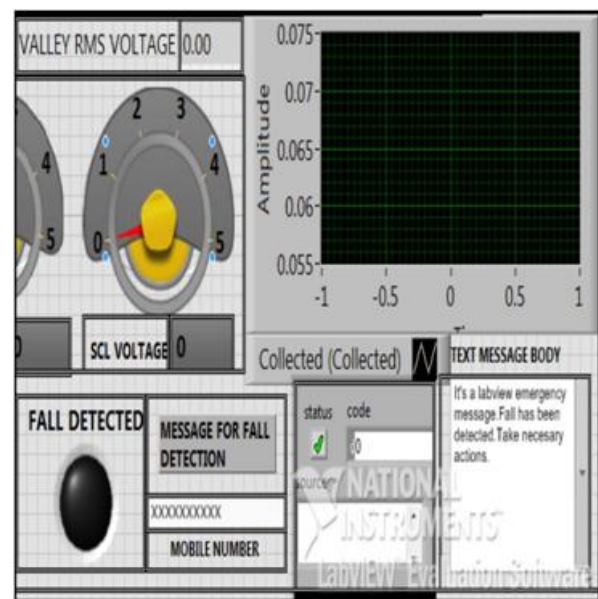 VALLEY RMS VOLTAGE 0.00
0.075
0.07
0.065
0.06
0.055
Amplitude
-1 -0.5 0 0.5 1
4
5
0 1 2 3 4 5
0
SCL VOLTAGE 0
Collected (Collected)
TEXT MESSAGE BODY
It's a labview emergency
message.Fall has been
detected.Take necesary
actions.
FALL DETECTED
MESSAGE FOR FALL
DETECTION
XXXXXXXXXX
MOBILE NUMBER
status code
0
source
NATIONAL
INSTRUMENTS
LabVIEW Evaluation Software